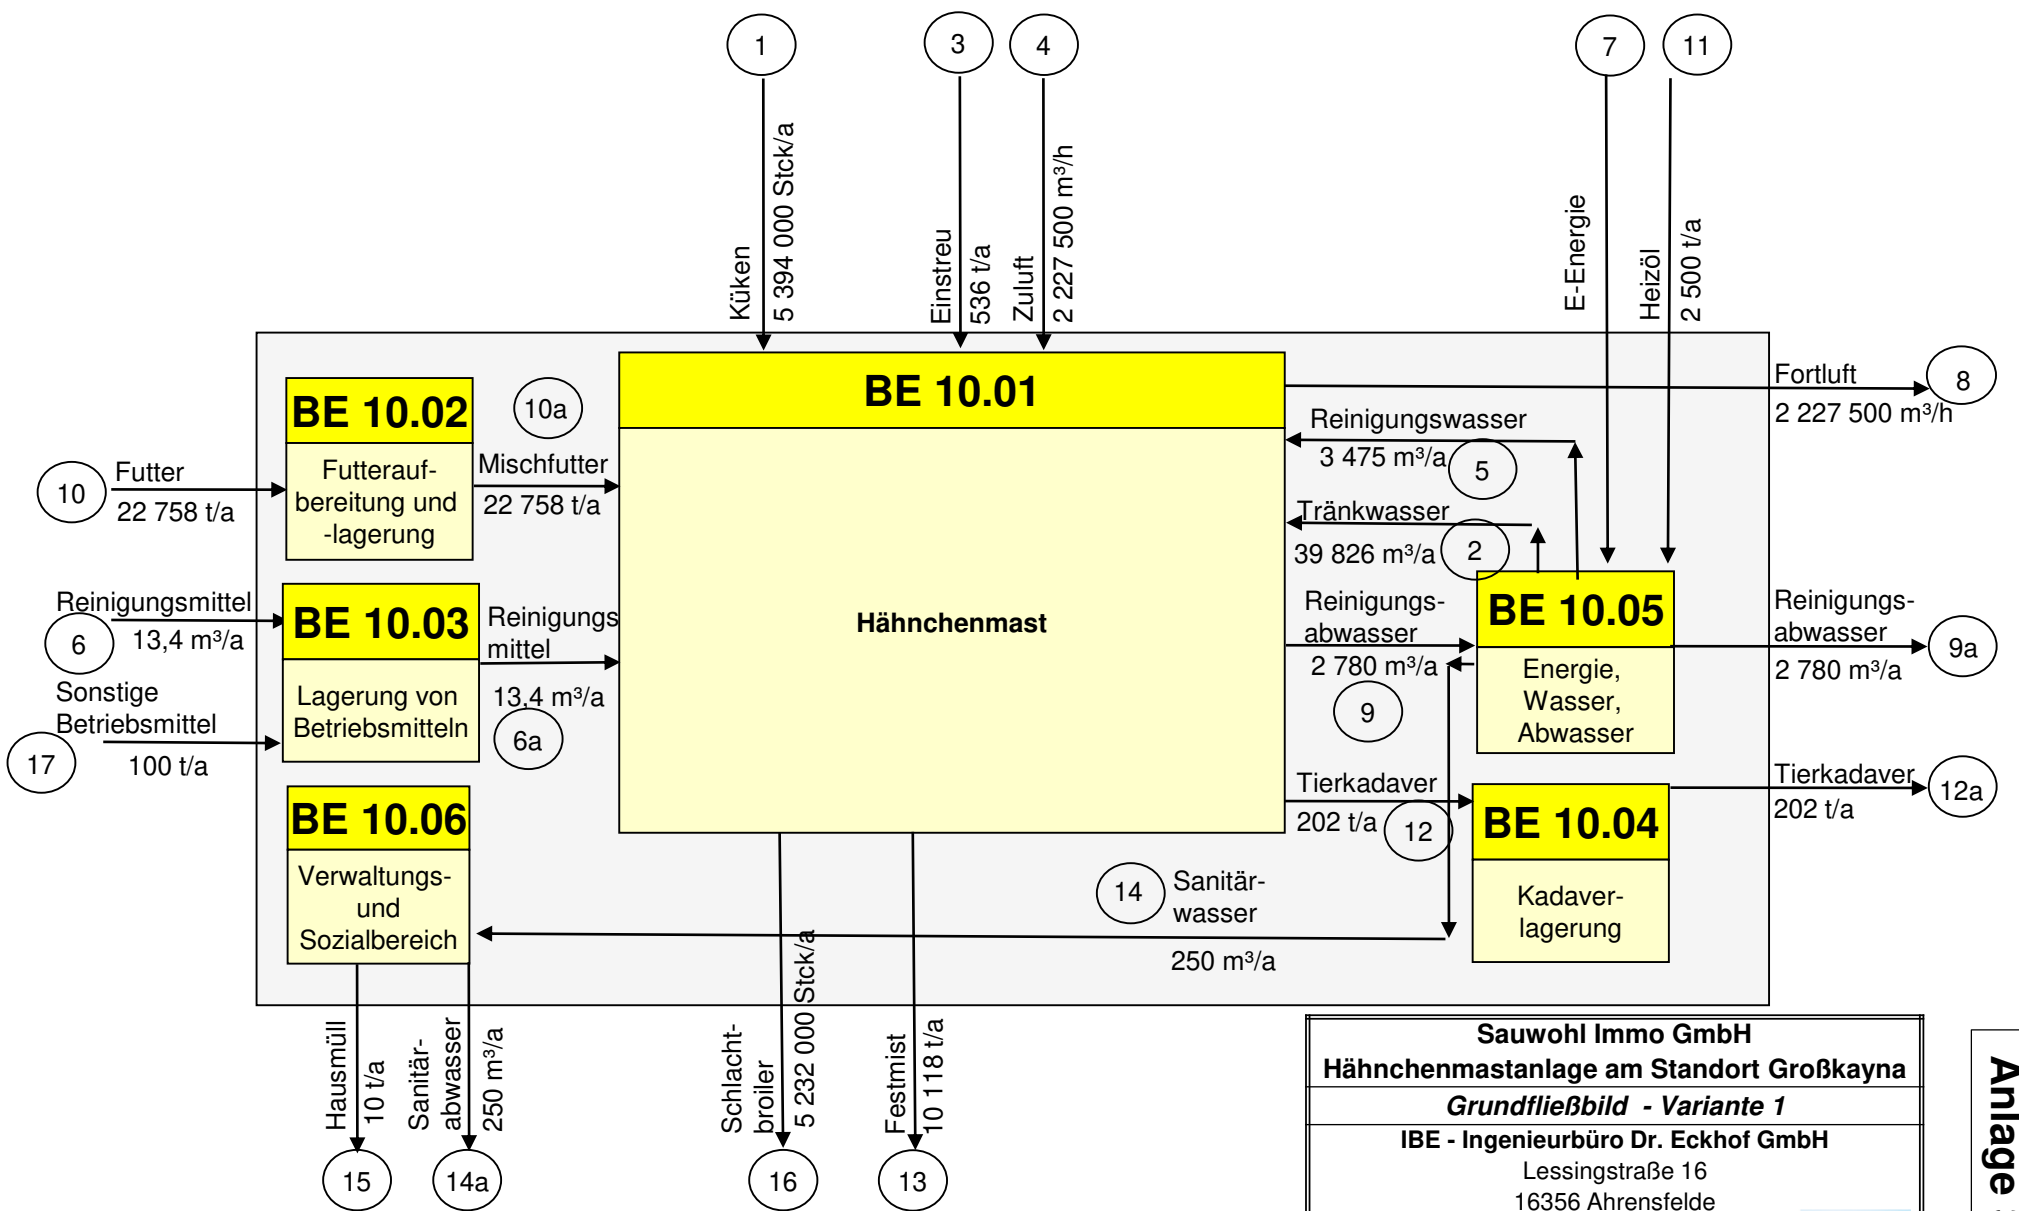 1
3
4
7
11
Küken
5 394 000 Stck/a
Einstreu
536 t/a
Zuluft
2 227 500 m³/h
E-Energie
Heizöl
2 500 t/a
BE 10.01
Hähnchenmast
BE 10.02
Futterauf-
bereitung und
-lagerung
10a
Mischfutter
22 758 t/a
10
Futter
22 758 t/a
Reinigungsmittel
6
13,4 m³/a
Sonstige
Betriebsmittel
17
100 t/a
BE 10.03
Lagerung von
Betriebsmitteln
Reinigungs
mittel
13,4 m³/a
6a
BE 10.06
Verwaltungs-
und
Sozialbereich
Fortluft
2 227 500 m³/h
8
Reinigungswasser
3 475 m³/a
5
Tränkwasser
39 826 m³/a
2
Reinigungs-
abwasser
2 780 m³/a
9
BE 10.05
Energie,
Wasser,
Abwasser
Reinigungs-
abwasser
2 780 m³/a
9a
Tierkadaver
202 t/a
12
BE 10.04
Kadaver-
lagerung
Tierkadaver
202 t/a
12a
14
Sanitär-
wasser
250 m³/a
Hausmüll
10 t/a
15
Sanitär-
abwasser
250 m³/a
14a
Schlacht-
broiler
5 232 000 Stck/a
16
Festmist
10 118 t/a
13
Sauwohl Immo GmbH
Hähnchenmastanlage am Standort Großkayna
Grundfließbild - Variante 1
IBE - Ingenieurbüro Dr. Eckhof GmbH
Lessingstraße 16
16356 Ahrensfelde
Anlage